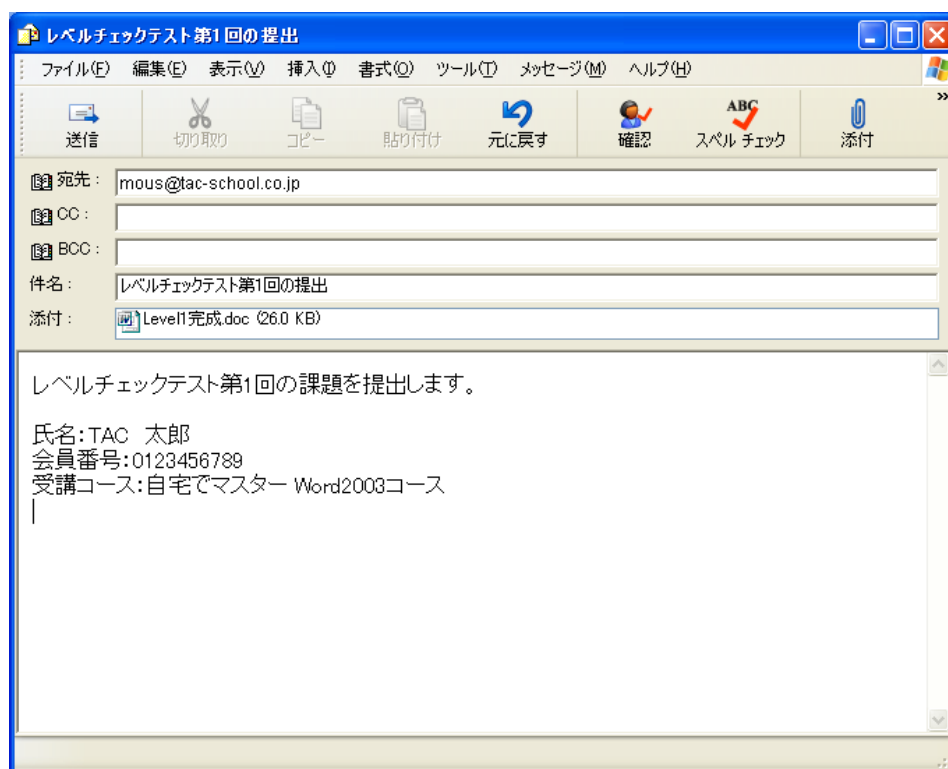 レベルチェックテスト第1回の提出
ファイル(F) 編集(E) 表示(V) 挿入(I) 書式(O) ツール(T) メッセージ(M) ヘルプ(H)
送信 切り取り コピー 貼り付け 元に戻す 確認 ABC スペル チェック 添付
宛先: mous@tac-school.co.jp
CC:
BCC:
件名: レベルチェックテスト第1回の提出
添付: Level1完成.doc (26.0 KB)
レベルチェックテスト第1回の課題を提出します。
氏名:TAC 太郎
会員番号:0123456789
受講コース:自宅でマスター Word2003コース